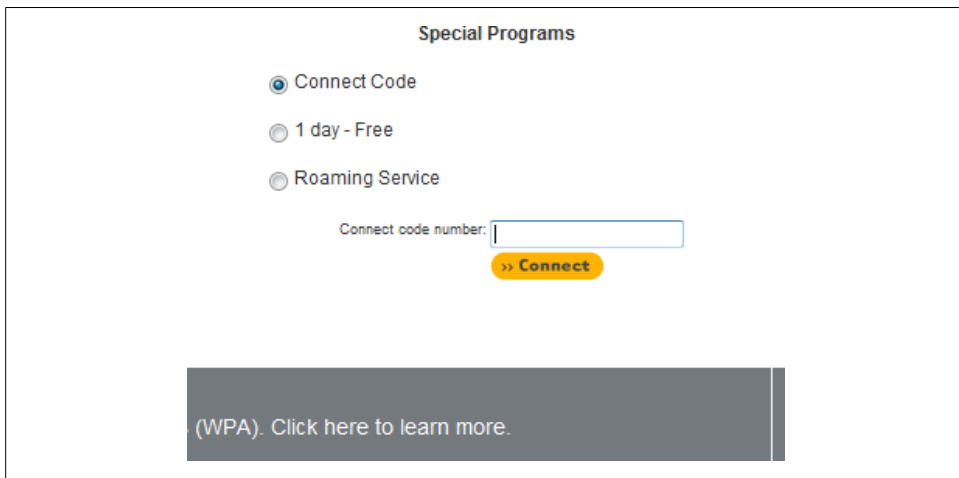 Special Programs
Connect Code
1 day - Free
Roaming Service
Connect code number:
» Connect
(WPA). Click here to learn more.